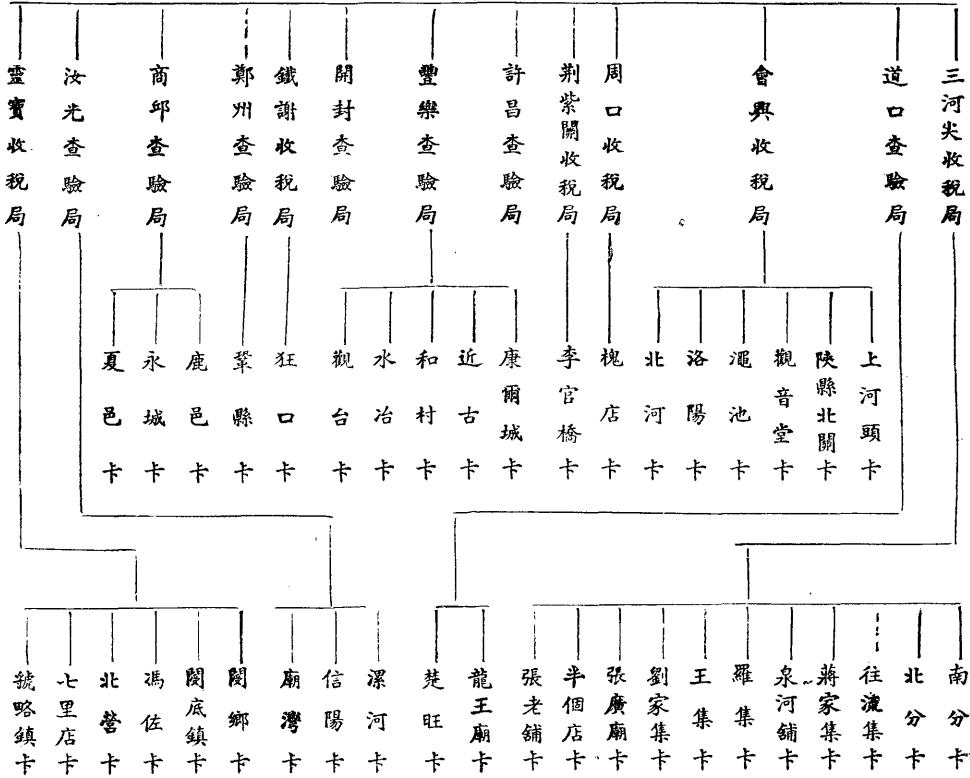 三河尖收稅局
道口查驗局
會興收稅局
周口收稅局
荆紫關收稅局
許昌查驗局
豐樂查驗局
開封查驗局
鐵謝收稅局
鄭州查驗局
商邱查驗局
汝光查驗局
靈寶收稅局
上河頭卡
陝縣北關卡
觀音堂卡
澠池卡
洛陽卡
北河卡
槐店卡
李官橋卡
康爾城卡
近古卡
和村卡
水冶卡
觀台卡
狂口卡
鞏縣卡
鹿邑卡
永城卡
夏邑卡
南分卡
北分卡
往流集卡
蔣家集卡
泉河舖卡
羅集卡
王集卡
劉家集卡
張廣廟卡
半個店卡
張老舖卡
龍王廟卡
楚旺卡
漯河卡
信陽卡
廟灣卡
閿鄉卡
閿底鎮卡
馮佐卡
北營卡
七里店卡
號略鎮卡